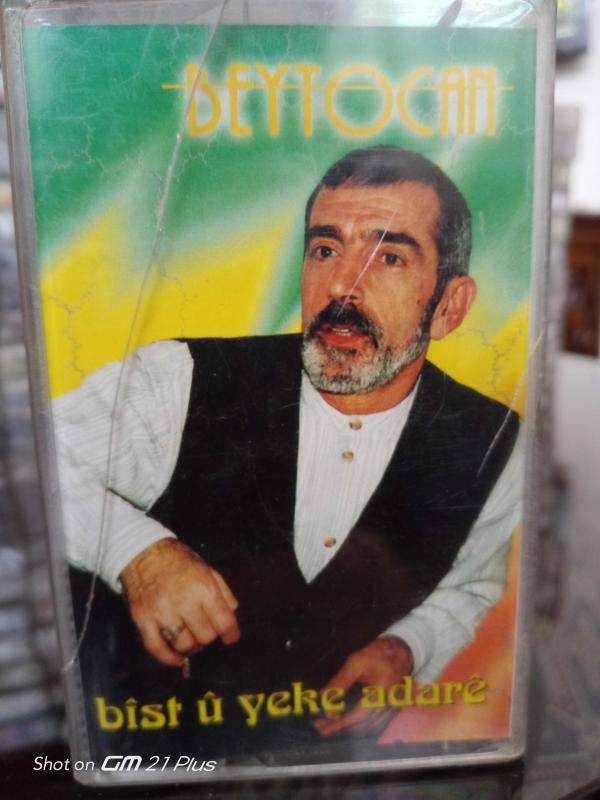 BEYTOCAN
bîst û yeke adarê
Shot on GM 21 Plus